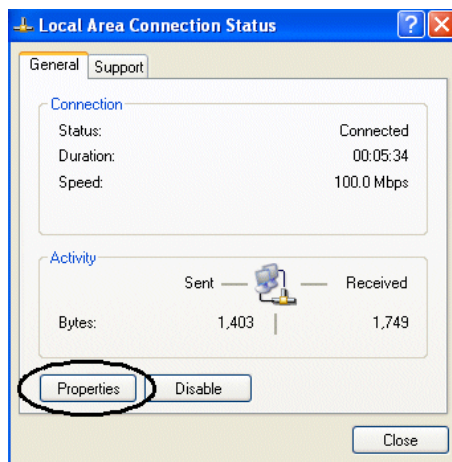 Local Area Connection Status
General Support
Connection
Status: Connected
Duration: 00:05:34
Speed: 100.0 Mbps
Activity
Sent Received
Bytes: 1,403 1,749
Properties Disable
Close